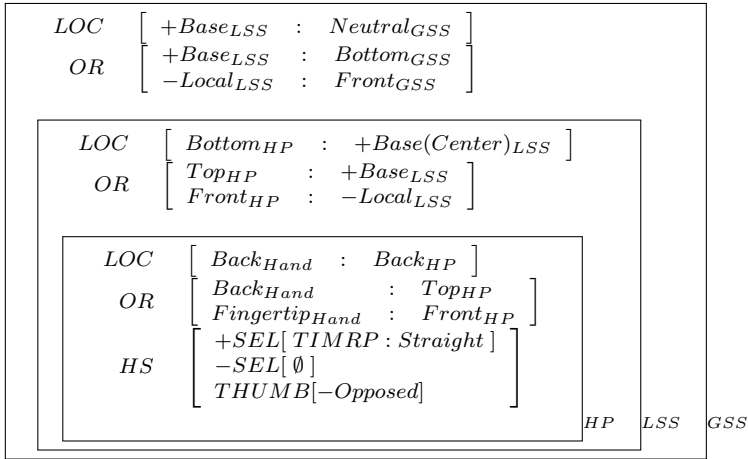 LOC [ +Base_LSS : Neutral_GSS ]
OR [ +Base_LSS : Bottom_GSS
−Local_LSS : Front_GSS ]
LOC [ Bottom_HP : +Base(Center)_LSS ]
OR [ Top_HP : +Base_LSS
Front_HP : −Local_LSS ]
LOC [ Back_Hand : Back_HP ]
OR [ Back_Hand : Top_HP
Fingertip_Hand : Front_HP ]
HS [ +SEL[ TIMRP : Straight ]
−SEL[ ∅ ]
THUMB[−Opposed] ]
HP LSS GSS